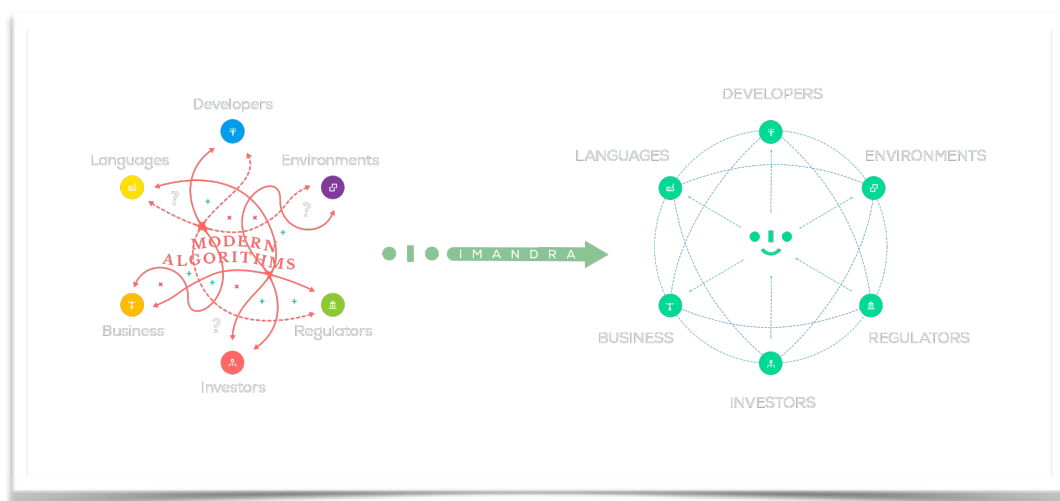 Developers
Languages
Environments
?
?
MODERN
ALGORITHMS
Business
?
Regulators
Investors
IMANDRA
DEVELOPERS
LANGUAGES
ENVIRONMENTS
BUSINESS
REGULATORS
INVESTORS